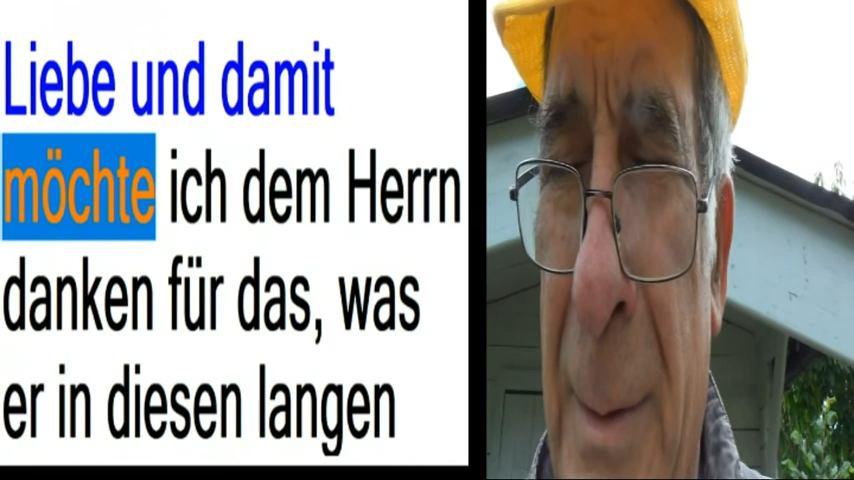 Liebe und damit
möchte ich dem Herrn
danken für das, was
er in diesen langen